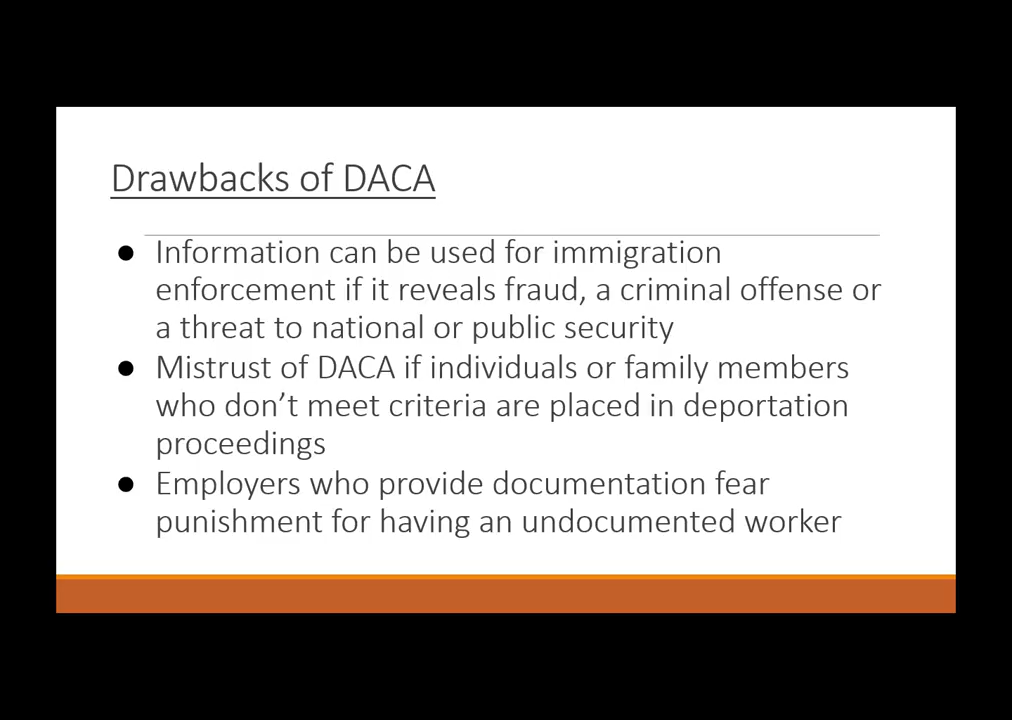 Drawbacks of DACA
● Information can be used for immigration
enforcement if it reveals fraud, a criminal offense or
a threat to national or public security
● Mistrust of DACA if individuals or family members
who don’t meet criteria are placed in deportation
proceedings
● Employers who provide documentation fear
punishment for having an undocumented worker